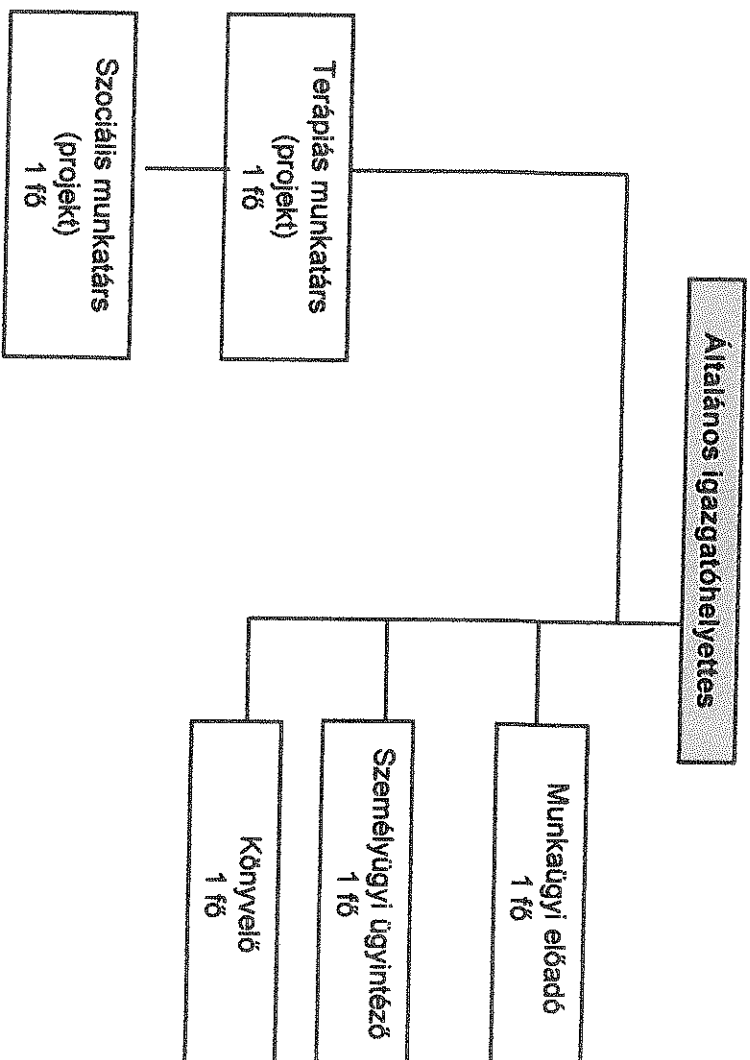 Általános igazgatóhelyettes
Terápiás munkatárs
(projekt)
1 fő
Szociális munkatárs
(projekt)
1 fő
Munkaügyi előadó
1 fő
Személyügyi ügyintéző
1 fő
Könyvelő
1 fő